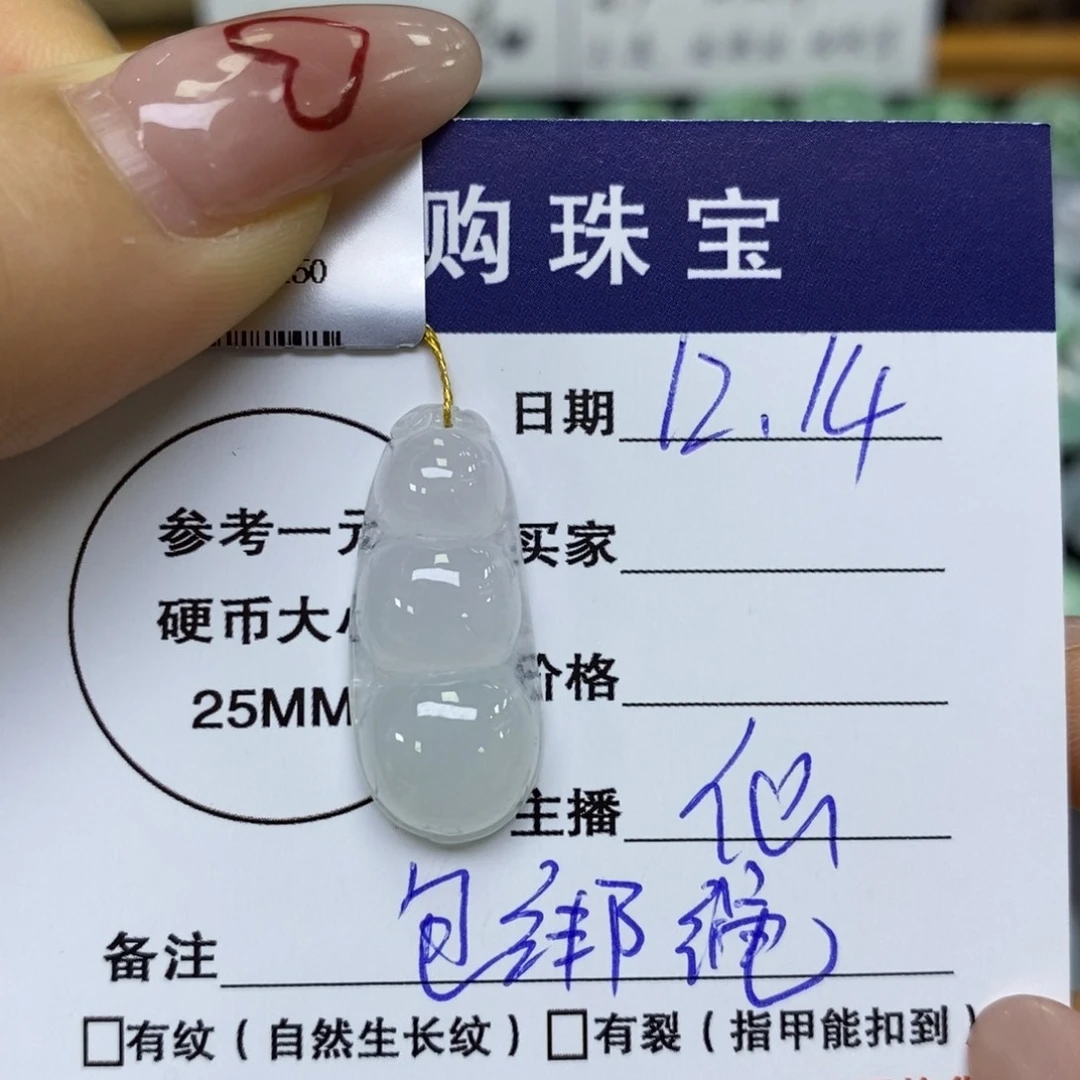 购珠宝
50
日期 12.14
参考一元
硬币大小
25MM
买家
价格
主播 仙
备注 包绑绳
□有纹(自然生长纹) □有裂(指甲能扣到)